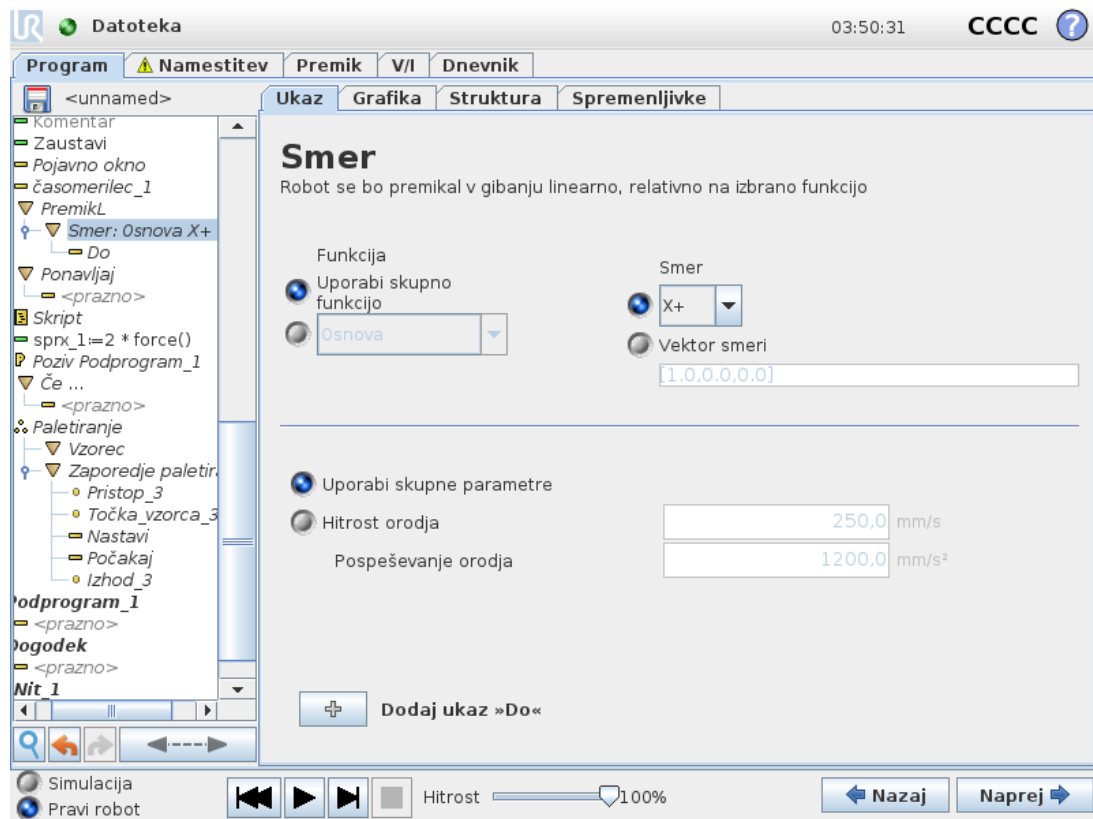 UR Datoteka 03:50:31 CCCC ?
Program Namestitev Premik V/I Dnevnik
<unnamed> Ukaz Grafika Struktura Spremenljivke
Komentar
Zaustavi
Pojavno okno
časomerilec_1
PremikL
Smer: Osnova X+
Do
Ponavljaj
<prazno>
Skript
sprx_1:=2 * force()
Poziv Podprogram_1
Če ...
<prazno>
Paletiranje
Vzorec
Zaporedje paletir
Pristop_3
Točka_vzorca_3
Nastavi
Počakaj
Izhod_3
Podprogram_1
<prazno>
Dogodek
<prazno>
Nit_1
Smer
Robot se bo premikal v gibanju linearno, relativno na izbrano funkcijo
Funkcija
Uporabi skupno
funkcijo
Osnova
Smer
X+
Vektor smeri
[1.0,0.0,0.0]
Uporabi skupne parametre
Hitrost orodja 250,0 mm/s
Pospeševanje orodja 1200,0 mm/s²
Dodaj ukaz »Do«
Simulacija
Pravi robot
Hitrost 100%
Nazaj Naprej